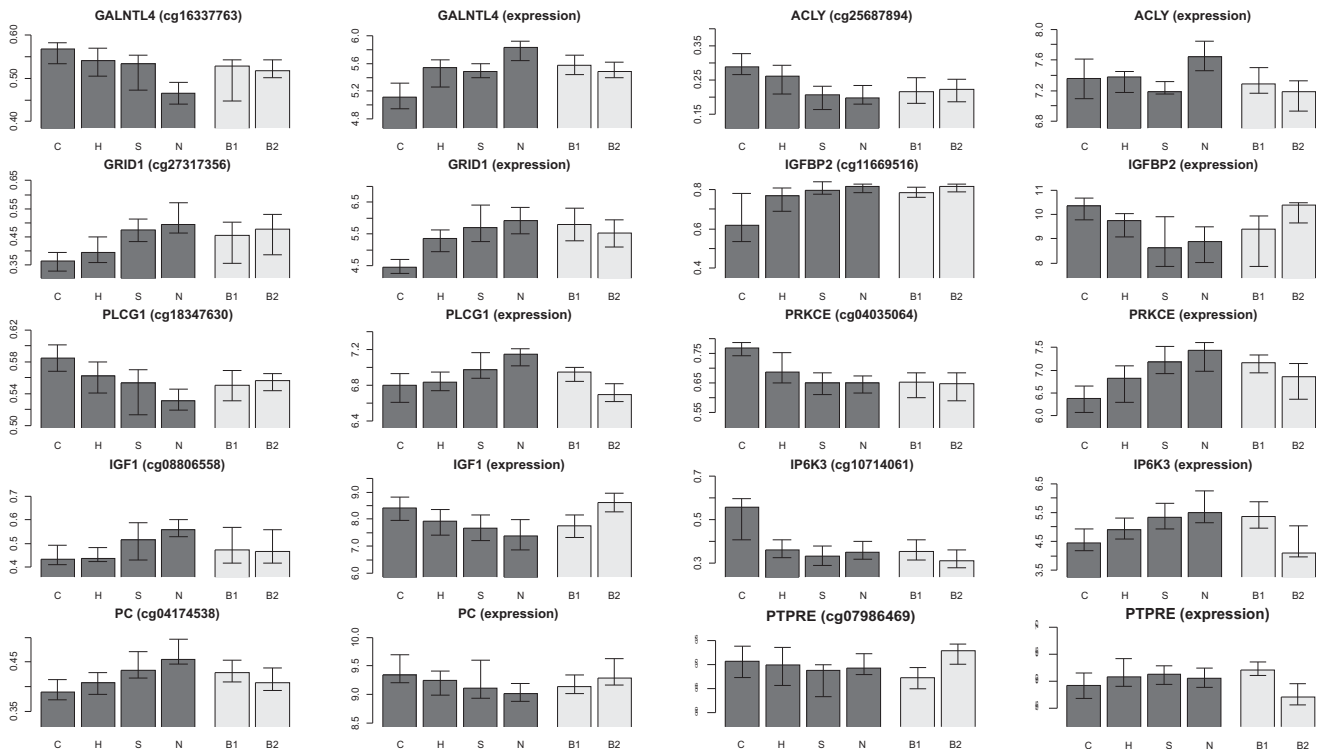 GALNTL4 (cg16337763)
0.60
0.50
0.40
C H S N B1 B2
GALNTL4 (expression)
6.0
5.6
5.2
4.8
C H S N B1 B2
ACLY (cg25687894)
0.35
0.25
0.15
C H S N B1 B2
ACLY (expression)
8.0
7.6
7.2
6.8
C H S N B1 B2
GRID1 (cg27317356)
0.65
0.55
0.45
0.35
C H S N B1 B2
GRID1 (expression)
6.5
5.5
4.5
C H S N B1 B2
IGFBP2 (cg11669516)
0.8
0.6
0.4
C H S N B1 B2
IGFBP2 (expression)
11
10
9
8
C H S N B1 B2
PLCG1 (cg18347630)
0.62
0.58
0.54
0.50
C H S N B1 B2
PLCG1 (expression)
7.2
6.8
6.4
C H S N B1 B2
PRKCE (cg04035064)
0.75
0.65
0.55
C H S N B1 B2
PRKCE (expression)
7.5
7.0
6.5
6.0
C H S N B1 B2
IGF1 (cg08806558)
0.7
0.6
0.5
0.4
C H S N B1 B2
IGF1 (expression)
9.0
8.0
7.0
6.0
C H S N B1 B2
IP6K3 (cg10714061)
0.7
0.5
0.3
C H S N B1 B2
IP6K3 (expression)
6.5
5.5
4.5
3.5
C H S N B1 B2
PC (cg04174538)
0.45
0.35
C H S N B1 B2
PC (expression)
10.0
9.5
9.0
8.5
C H S N B1 B2
PTPRE (cg07986469)
C H S N B1 B2
PTPRE (expression)
C H S N B1 B2